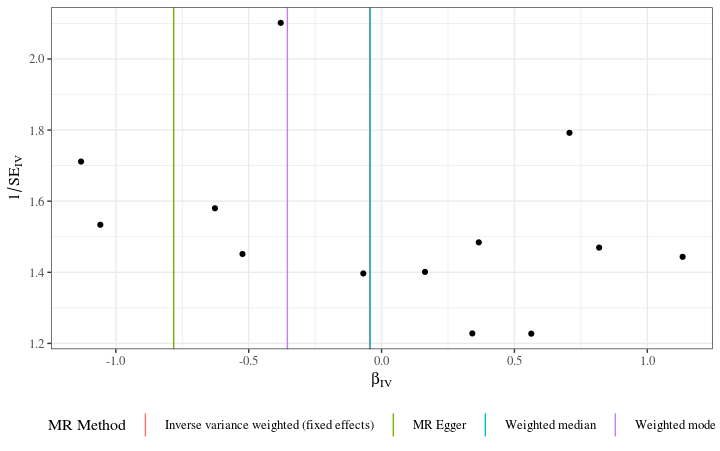 2.0
1.8
1.6
1.4
1.2
1/SE_IV
-1.0 -0.5 0.0 0.5 1.0
β_IV
MR Method Inverse variance weighted (fixed effects) MR Egger Weighted median Weighted mode